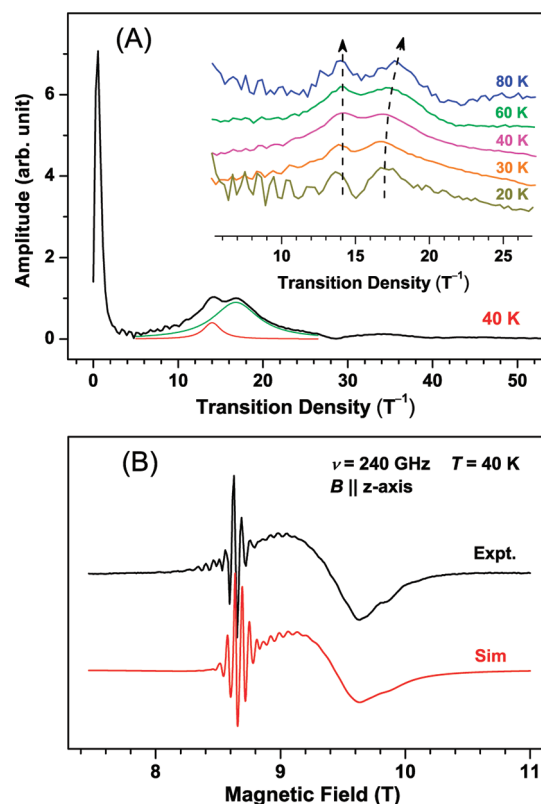 (A)
80 K
60 K
40 K
30 K
20 K
10 15 20 25
Transition Density (T⁻¹)
Amplitude (arb. unit)
6
4
2
0
40 K
0 10 20 30 40 50
Transition Density (T⁻¹)
(B)
ν = 240 GHz T = 40 K
B || z-axis
Expt.
Sim
8 9 10 11
Magnetic Field (T)